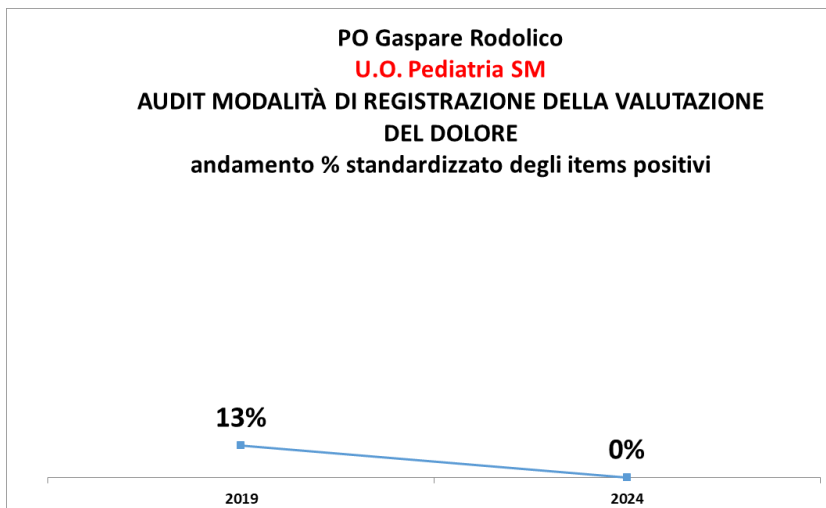 PO Gaspare Rodolico
U.O. Pediatria SM
AUDIT MODALITÀ DI REGISTRAZIONE DELLA VALUTAZIONE
DEL DOLORE
andamento % standardizzato degli items positivi
13%
0%
2019
2024